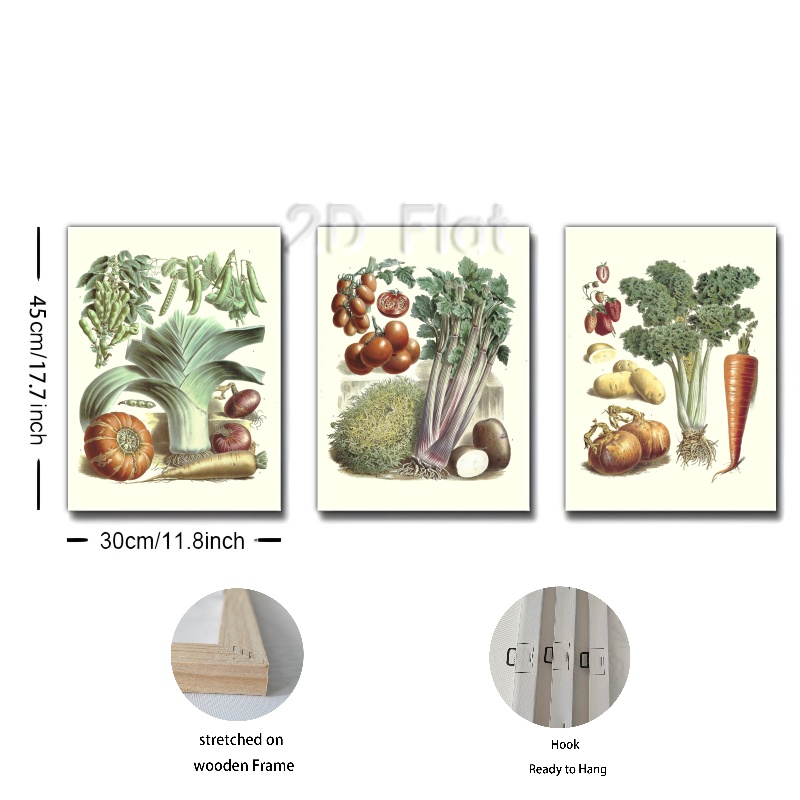 2D Flat
45cm/17.7inch
30cm/11.8inch
stretched on
wooden Frame
Hook
Ready to Hang